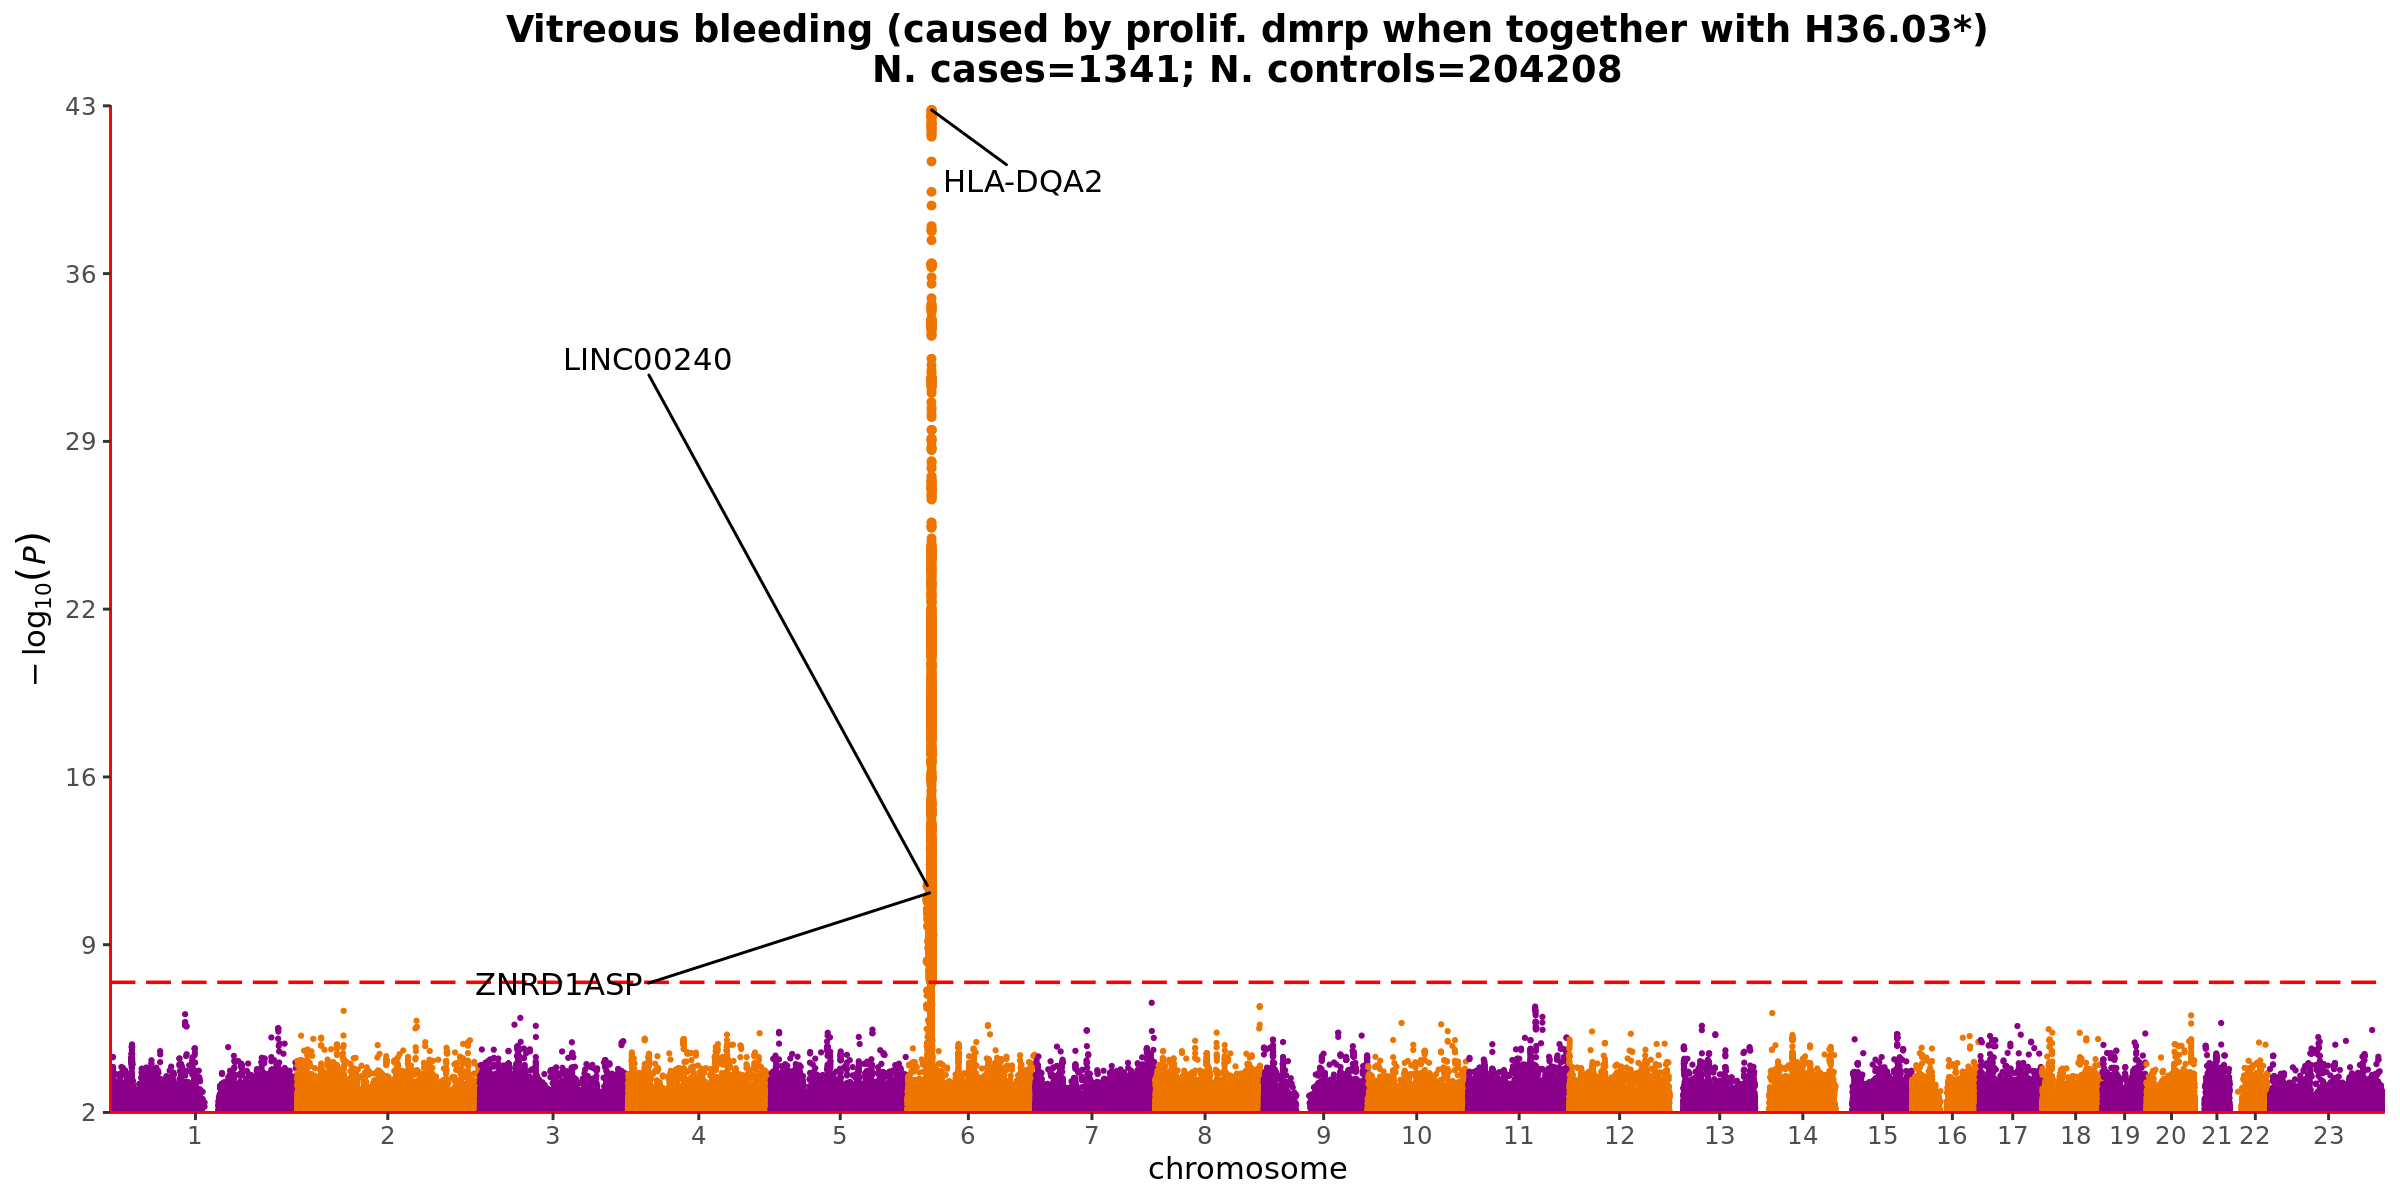 Vitreous bleeding (caused by prolif. dmrp when together with H36.03*)
N. cases=1341; N. controls=204208
43
HLA-DQA2
36
LINC00240
29
22
16
9
ZNRD1ASP
2
−log10(P)
1 2 3 4 5 6 7 8 9 10 11 12 13 14 15 16 17 18 19 20 21 22 23
chromosome